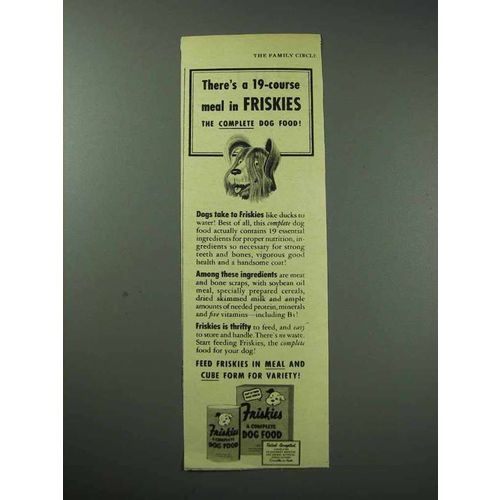 THE FAMILY CIRCLE
There's a 19-course
meal in FRISKIES
THE COMPLETE DOG FOOD!
Dogs take to Friskies like ducks to
water! Best of all, this complete dog
food actually contains 19 essential
ingredients for proper nutrition, in-
gredients so necessary for strong
teeth and bones, vigorous good
health and a handsome coat!
Among these ingredients are meat
and bone scraps, with soybean oil
meal, specially prepared cereals,
dried skimmed milk and ample
amounts of needed protein, minerals
and five vitamins—including B1!
Friskies is thrifty to feed, and easy
to store and handle. There's no waste.
Start feeding Friskies, the complete
food for your dog!
FEED FRISKIES IN MEAL AND
CUBE FORM FOR VARIETY!
Friskies
A COMPLETE
DOG FOOD
Friskies
A COMPLETE
DOG FOOD